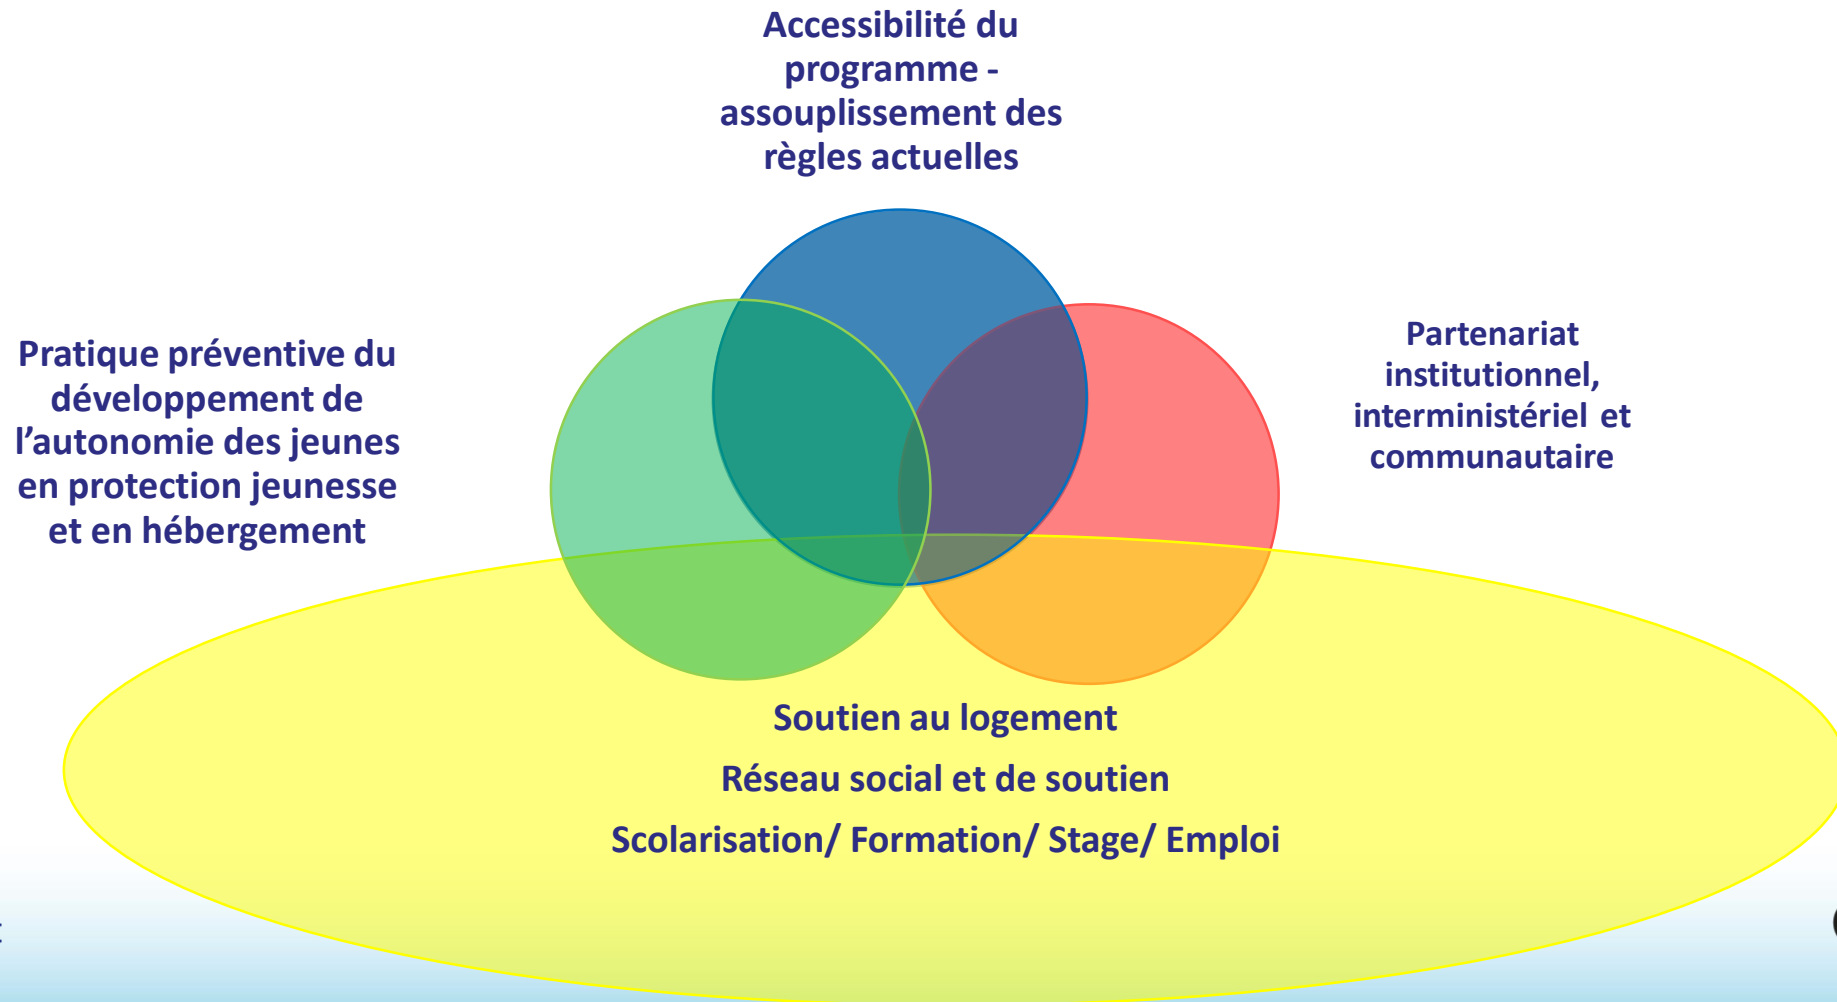 Accessibilité du
programme -
assouplissement des
règles actuelles
Pratique préventive du
développement de
l'autonomie des jeunes
en protection jeunesse
et en hébergement
Partenariat
institutionnel,
interministériel et
communautaire
Soutien au logement
Réseau social et de soutien
Scolarisation/ Formation/ Stage/ Emploi